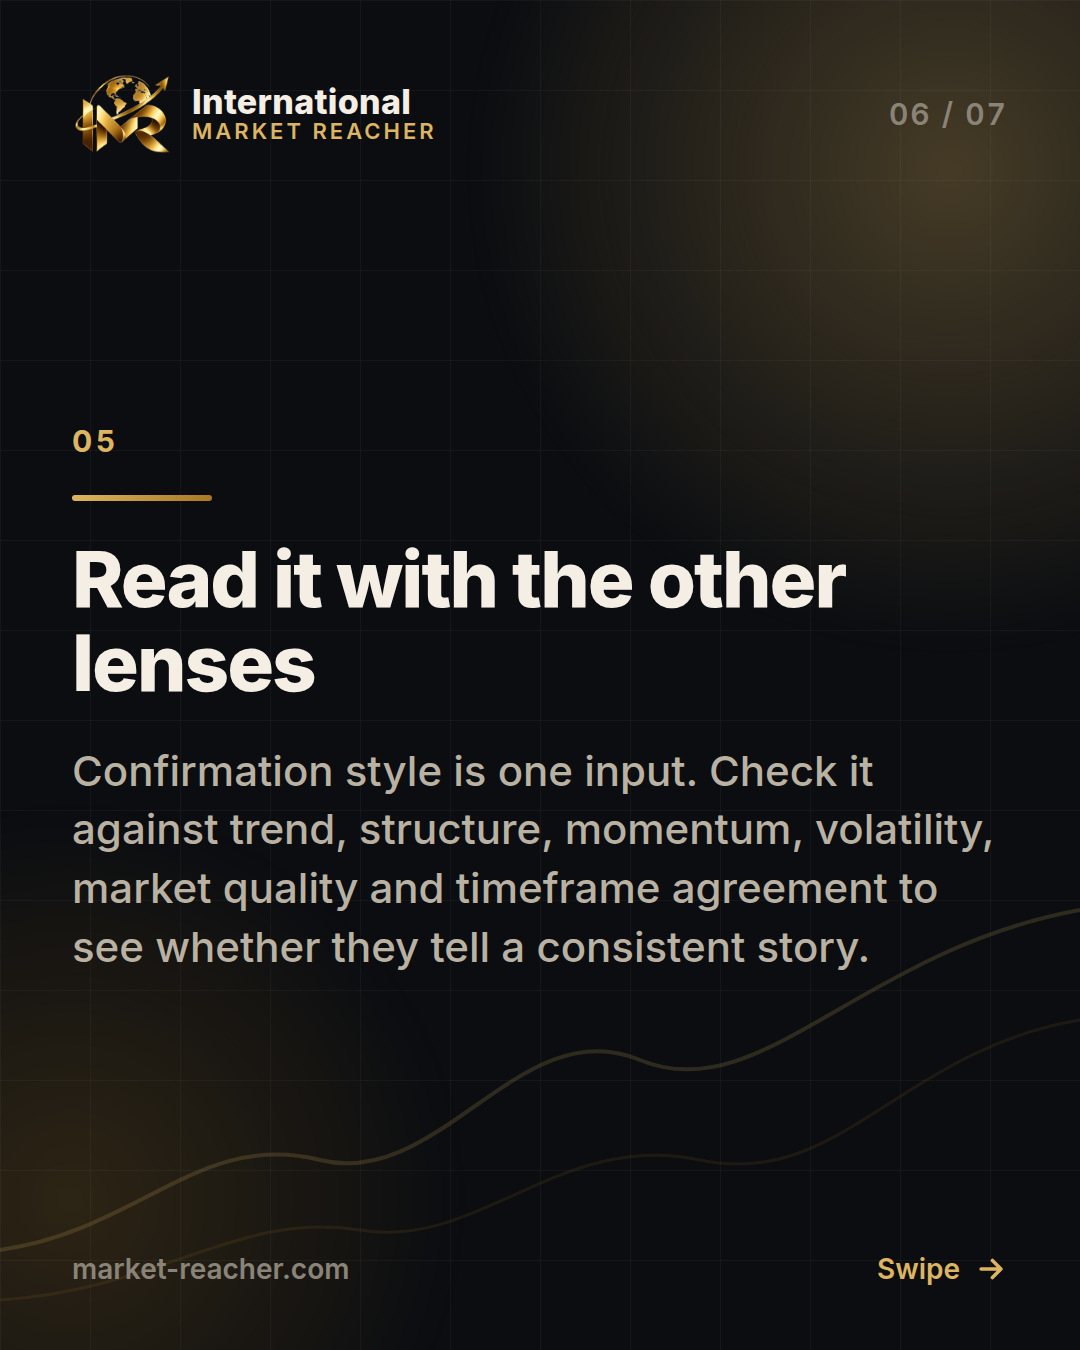 IMR
International
MARKET REACHER
06 / 07
05
Read it with the other
lenses
Confirmation style is one input. Check it
against trend, structure, momentum, volatility,
market quality and timeframe agreement to
see whether they tell a consistent story.
market-reacher.com
Swipe →